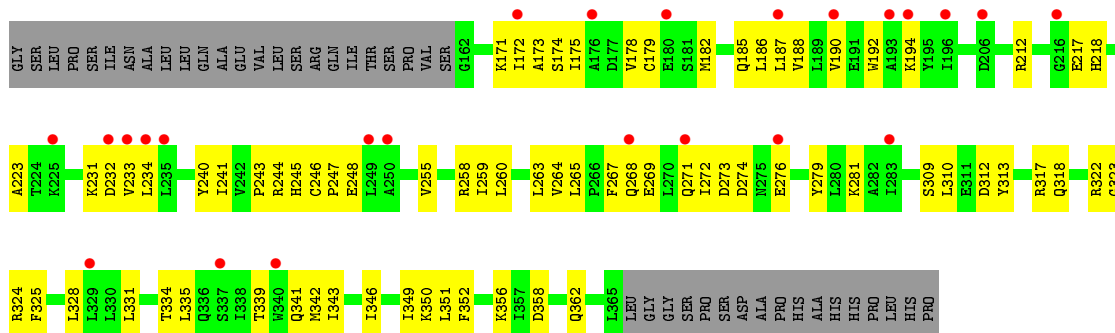 GLY SER LEU PRO SER ILE ASN ALA LEU LEU GLN ALA GLU VAL LEU SER ARG GLN ILE THR SER PRO VAL SER G162 K171 I172 A173 S174 I175 A176 D177 V178 C179 E180 S181 M182 Q185 L186 L187 V188 L189 V190 E191 W192 A193 K194 Y195 I196 D206 R212 G216 E217 H218
A223 T224 K225 K231 D232 V233 L234 L235 Y240 I241 V242 P243 R244 H245 C246 P247 E248 L249 A250 V255 R258 I259 L260 L263 V264 L265 P266 F267 Q268 E269 L270 Q271 I272 D273 D274 N275 E276 Y279 L280 K281 A282 I283 S309 L310 E311 D312 Y313 R317 Q318 R322 G323
R324 F325 L328 L329 L330 L331 T334 L335 Q336 S337 I338 T339 W340 Q341 M342 I343 I346 I349 K350 L351 F352 K356 I357 D358 Q362 L365 LEU GLY GLY SER PRO SER ASP ALA PRO HIS ALA HIS HIS PRO LEU HIS PRO